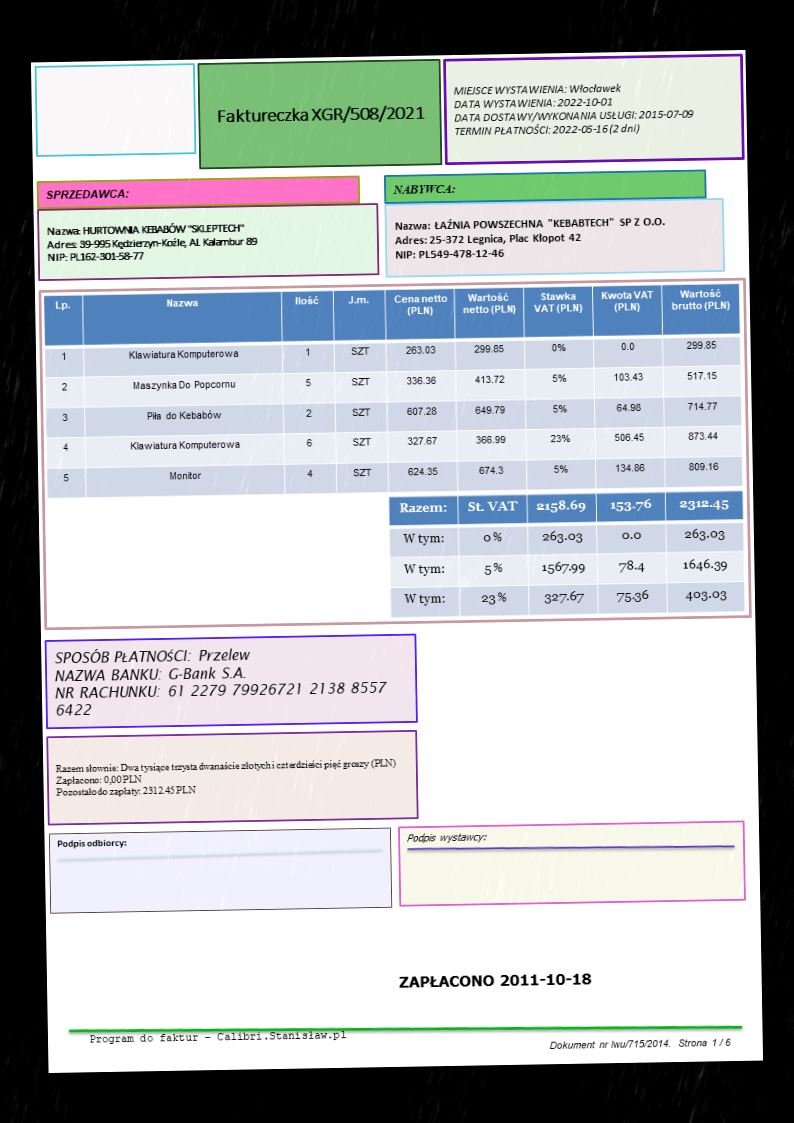 Faktureczka XGR/508/2021
MIEJSCE WYSTAWIENIA: Włocławek
DATA WYSTAWIENIA: 2022-10-01
DATA DOSTAWY/WYKONANIA USŁUGI: 2015-07-09
TERMIN PŁATNOŚCI: 2022-05-16 (2 dni)
SPRZEDAWCA:
Nazwa: HURTOWNIA KEBABÓW "SKLEPTECH"
Adres: 39-995 Kędzierzyn-Koźle, Al. Kalambur 89
NIP: PL162-301-58-77
NABYWCA:
Nazwa: ŁAŹNIA POWSZECHNA "KEBABTECH" SP Z O.O.
Adres: 25-372 Legnica, Plac Kłopot 42
NIP: PL549-478-12-46
Lp. Nazwa Ilość J.m. Cena netto (PLN) Wartość netto (PLN) Stawka VAT (PLN) Kwota VAT (PLN) Wartość brutto (PLN)
1 Klawiatura Komputerowa 1 SZT 263.03 299.85 0% 0.0 299.85
2 Maszynka Do Popcornu 5 SZT 336.36 413.72 5% 103.43 517.15
3 Piła do Kebabów 2 SZT 607.28 649.79 5% 64.98 714.77
4 Klawiatura Komputerowa 6 SZT 327.67 366.99 23% 506.45 873.44
5 Monitor 4 SZT 624.35 674.3 5% 134.86 809.16
Razem: St. VAT 2158.69 153.76 2312.45
W tym: 0% 263.03 0.0 263.03
W tym: 5% 1567.99 78.4 1646.39
W tym: 23% 327.67 75.36 403.03
SPOSÓB PŁATNOŚCI: Przelew
NAZWA BANKU: G-Bank S.A.
NR RACHUNKU: 61 2279 79926721 2138 8557
6422
Razem słownie: Dwa tysiące trzysta dwanaście złotych i czterdzieści pięć groszy (PLN)
Zapłacono: 0,00 PLN
Pozostało do zapłaty: 2312.45 PLN
Podpis odbiorcy:
Podpis wystawcy:
ZAPŁACONO 2011-10-18
Program do faktur – Calibri.Stanisław.pl
Dokument nr lwu/715/2014. Strona 1 / 6